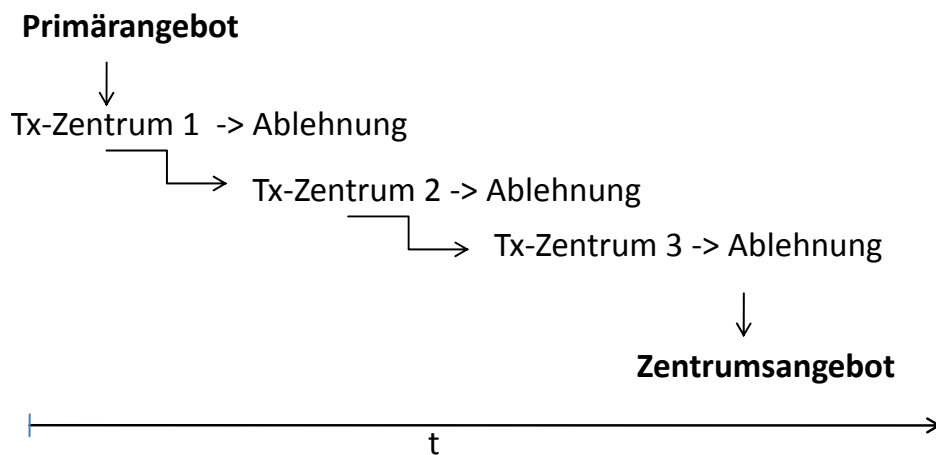 Primärangebot
Tx-Zentrum 1 -> Ablehnung
Tx-Zentrum 2 -> Ablehnung
Tx-Zentrum 3 -> Ablehnung
Zentrumsangebot
t